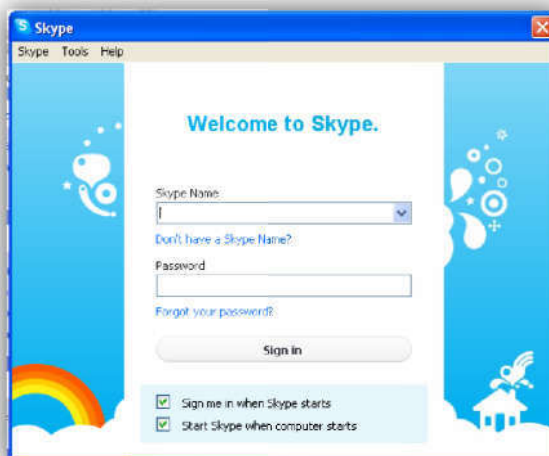 Skype
Skype Tools Help
Welcome to Skype.
Skype Name
Don't have a Skype Name?
Password
Forgot your password?
Sign in
Sign me in when Skype starts
Start Skype when computer starts